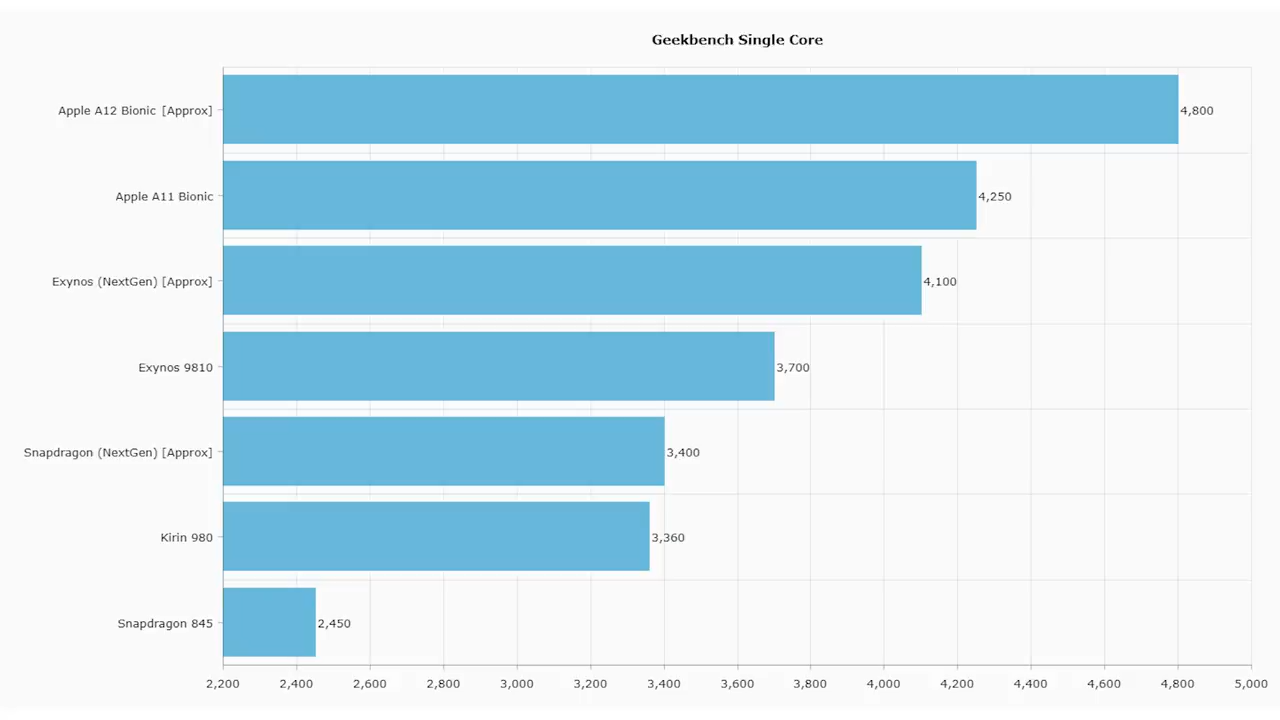 Geekbench Single Core
Apple A12 Bionic [Approx]
4,800
Apple A11 Bionic
4,250
Exynos (NextGen) [Approx]
4,100
Exynos 9810
3,700
Snapdragon (NextGen) [Approx]
3,400
Kirin 980
3,360
Snapdragon 845
2,450
2,200 2,400 2,600 2,800 3,000 3,200 3,400 3,600 3,800 4,000 4,200 4,400 4,600 4,800 5,000